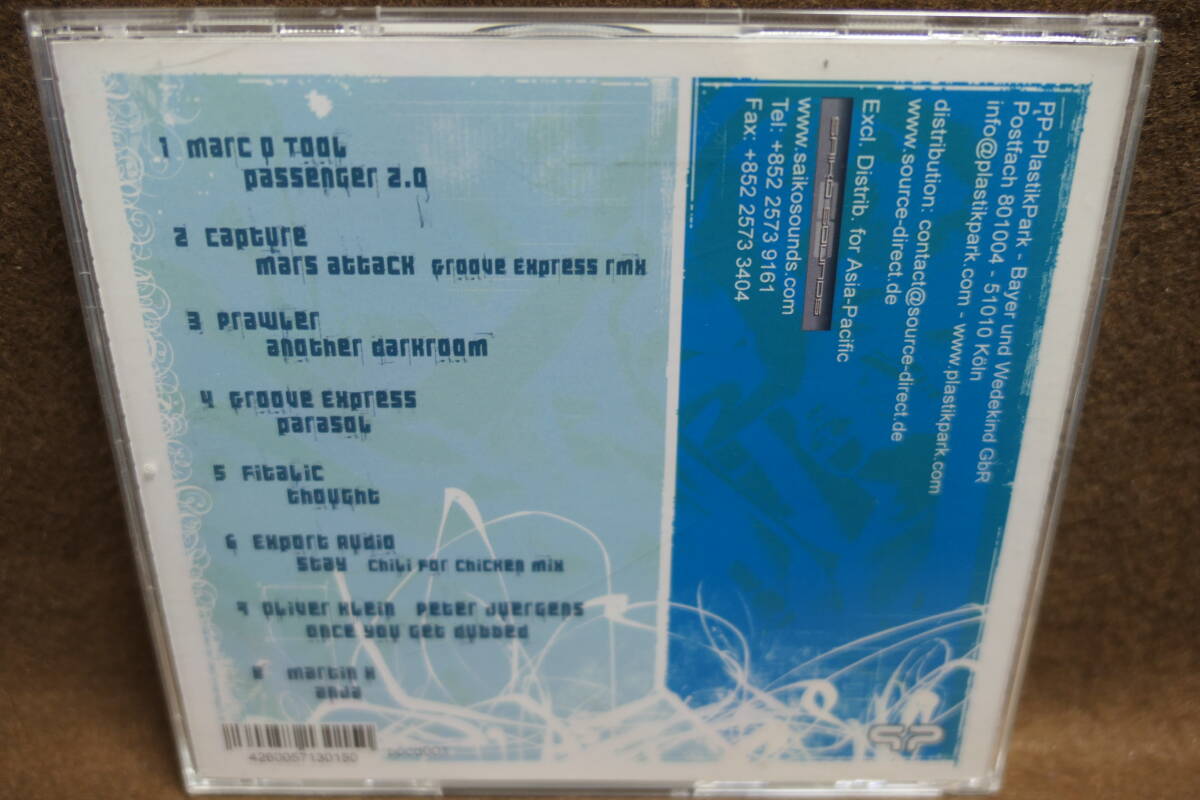 1 Marc O Tool
Passenger 2.0
2 Capture
Mars Attack Groove Express RMX
3 Prawler
Another Darkroom
4 Groove Express
Parasol
5 Fitalic
Thought
6 Export Audio
Stay Chili For Chicken Mix
7 Oliver Klein Peter Juergens
Once You Get Dubbed
8 Martin H
Anja
4260057130150
P'P-PlastikPark - Bayer und Wedekind GbR
Postfach 801004 - 51010 Köln
info@plastikpark.com - www.plastikpark.com
distribution: contact@source-direct.de
www.source-direct.de
Excl. Distrib. for Asia-Pacific
SAIKO SOUNDS
www.saikosounds.com
Tel: +852 2573 9161
Fax: +852 2573 3404